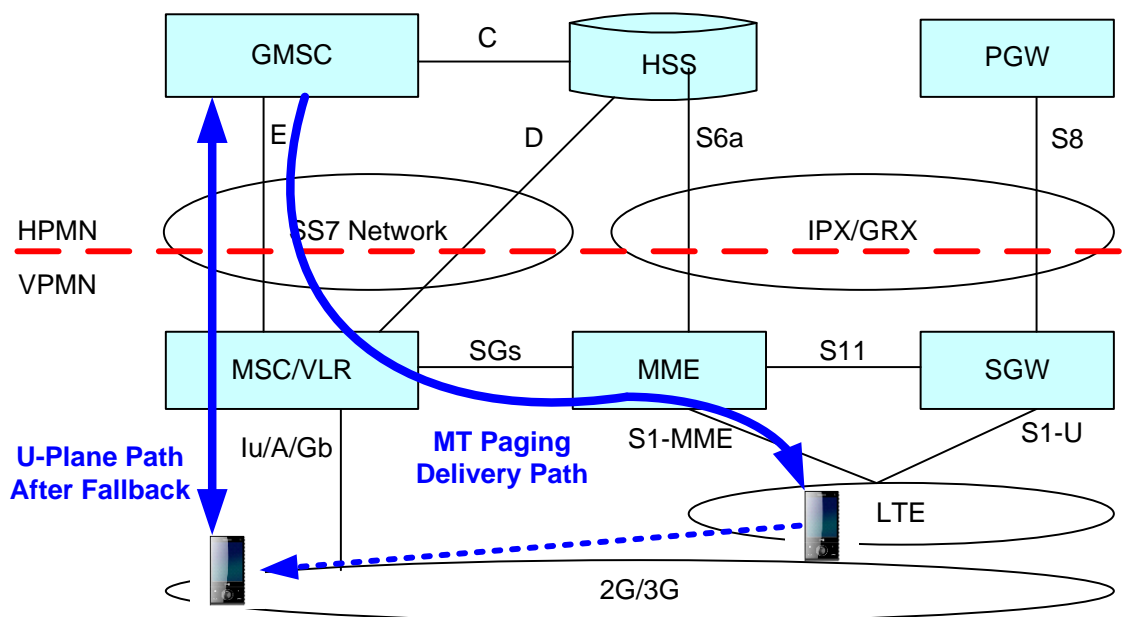 C
GMSC
HSS
PGW
E
D
S6a
S8
HPMN
SS7 Network
IPX/GRX
VPMN
SGs
S11
MSC/VLR
MME
SGW
Iu/A/Gb
MT Paging
Delivery Path
S1-MME
S1-U
U-Plane Path
After Fallback
LTE
2G/3G